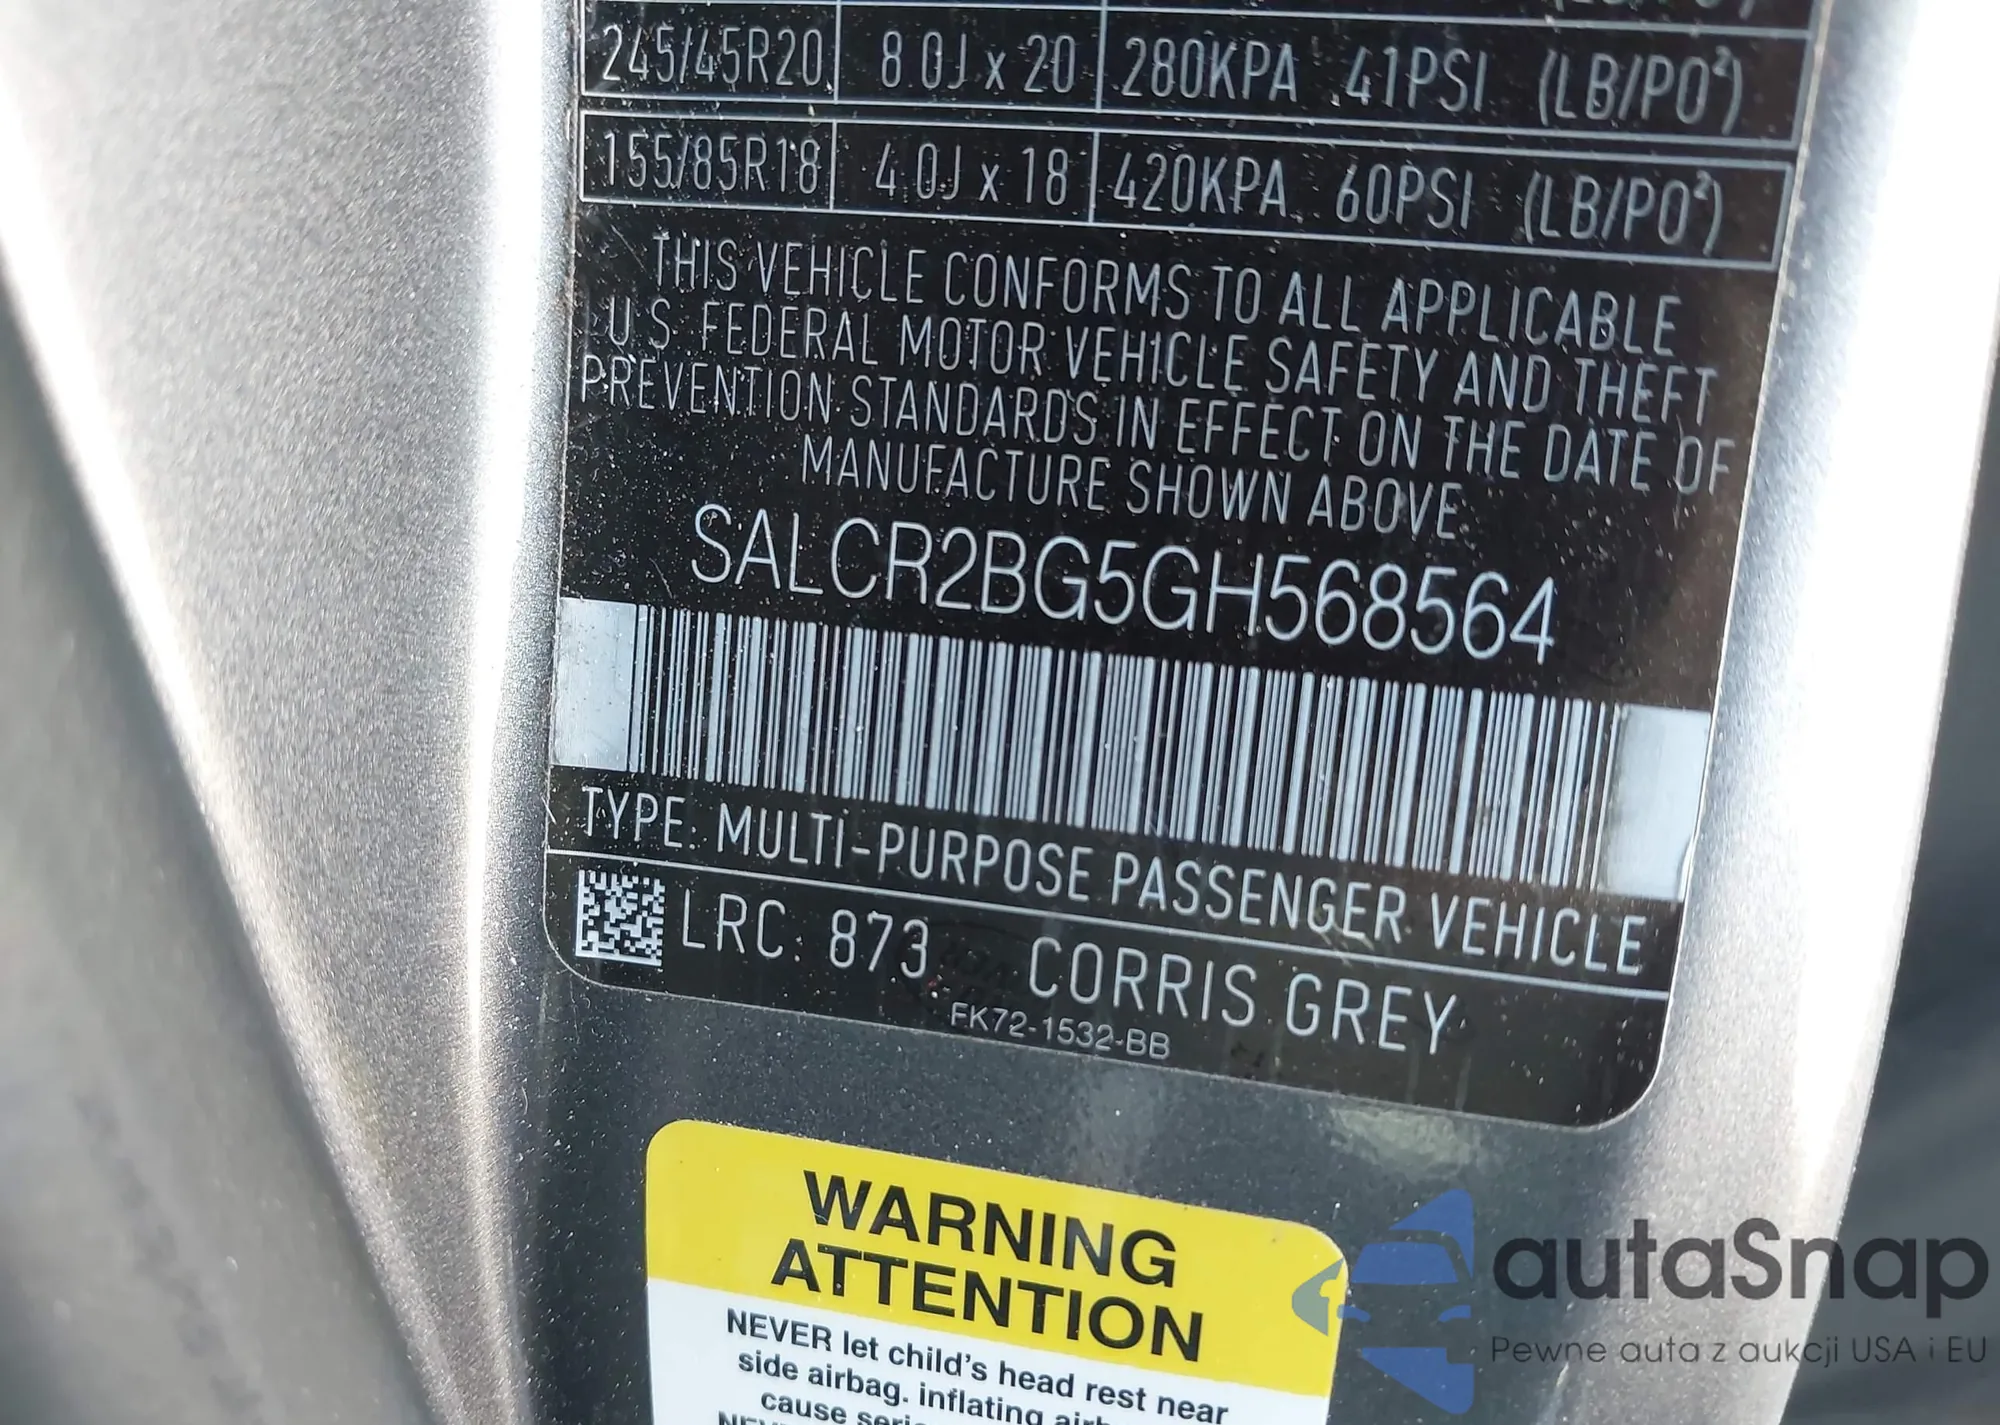 245/45R20 8.0J x 20 280KPA 41PSI (LB/PO²)
155/85R18 4.0J x 18 420KPA 60PSI (LB/PO²)
THIS VEHICLE CONFORMS TO ALL APPLICABLE
U.S. FEDERAL MOTOR VEHICLE SAFETY AND THEFT
PREVENTION STANDARDS IN EFFECT ON THE DATE OF
MANUFACTURE SHOWN ABOVE
SALCR2BG5GH568564
TYPE: MULTI-PURPOSE PASSENGER VEHICLE
LRC: 873 CORRIS GREY
FK72-1532-BB
WARNING
ATTENTION
NEVER let child's head rest near
side airbag. inflating
cause
autaSnap
Pewne auta z aukcji USA i EU